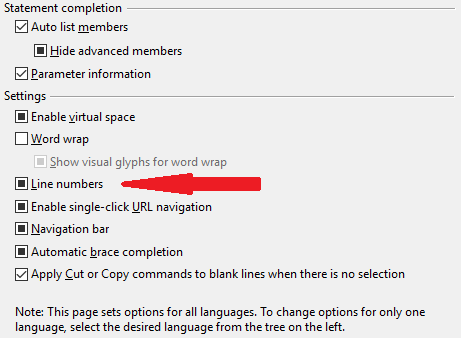 Statement completion
Auto list members
Hide advanced members
Parameter information
Settings
Enable virtual space
Word wrap
Show visual glyphs for word wrap
Line numbers
Enable single-click URL navigation
Navigation bar
Automatic brace completion
Apply Cut or Copy commands to blank lines when there is no selection
Note: This page sets options for all languages. To change options for only one
language, select the desired language from the tree on the left.